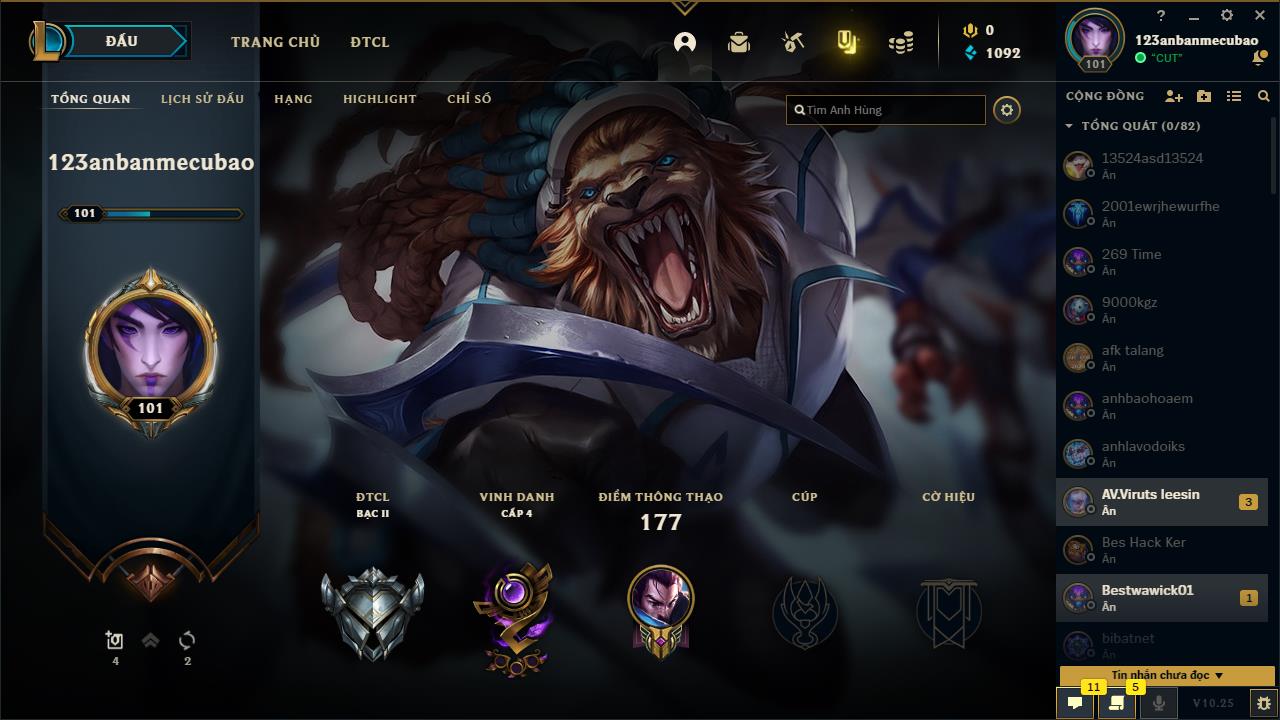 ĐẤU
TRANG CHỦ
ĐTCL
0
1092
?
123anbanmecubao
"CUT"
101
TỔNG QUAN
LỊCH SỬ ĐẤU
HẠNG
HIGHLIGHT
CHỈ SỐ
Tìm Anh Hùng
CỘNG ĐỒNG
TỔNG QUÁT (0/82)
123anbanmecubao
101
101
4
2
ĐTCL
BẠC II
VINH DANH
CẤP 4
ĐIỂM THÔNG THẠO
177
CÚP
CỜ HIỆU
13524asd13524
Ẩn
2001ewrjhewurfhe
Ẩn
269 Time
Ẩn
9000kgz
Ẩn
afk talang
Ẩn
anhbaohoaem
Ẩn
anhlavodoiks
Ẩn
AV.Viruts leesin
Ẩn
3
Bes Hack Ker
Ẩn
Bestwawick01
Ẩn
1
bibatnet
Ẩn
Tin nhắn chưa đọc
11
5
V10.25